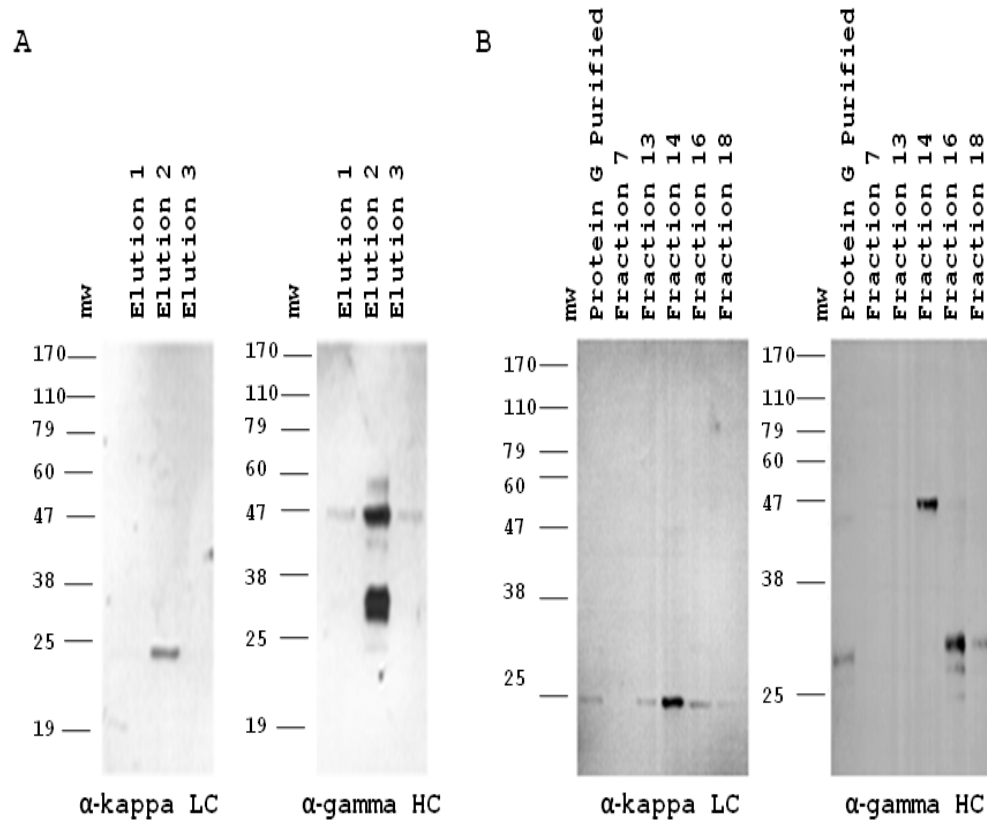 A
mw
Elution 1
Elution 2
Elution 3
170
110
79
60
47
38
25
19
α-kappa LC
mw
Elution 1
Elution 2
Elution 3
170
110
79
60
47
38
25
19
α-gamma HC
B
mw
Protein G Purified
Fraction 7
Fraction 13
Fraction 14
Fraction 16
Fraction 18
170
110
79
60
47
38
25
α-kappa LC
mw
Protein G Purified
Fraction 7
Fraction 13
Fraction 14
Fraction 16
Fraction 18
170
110
79
60
47
38
25
α-gamma HC